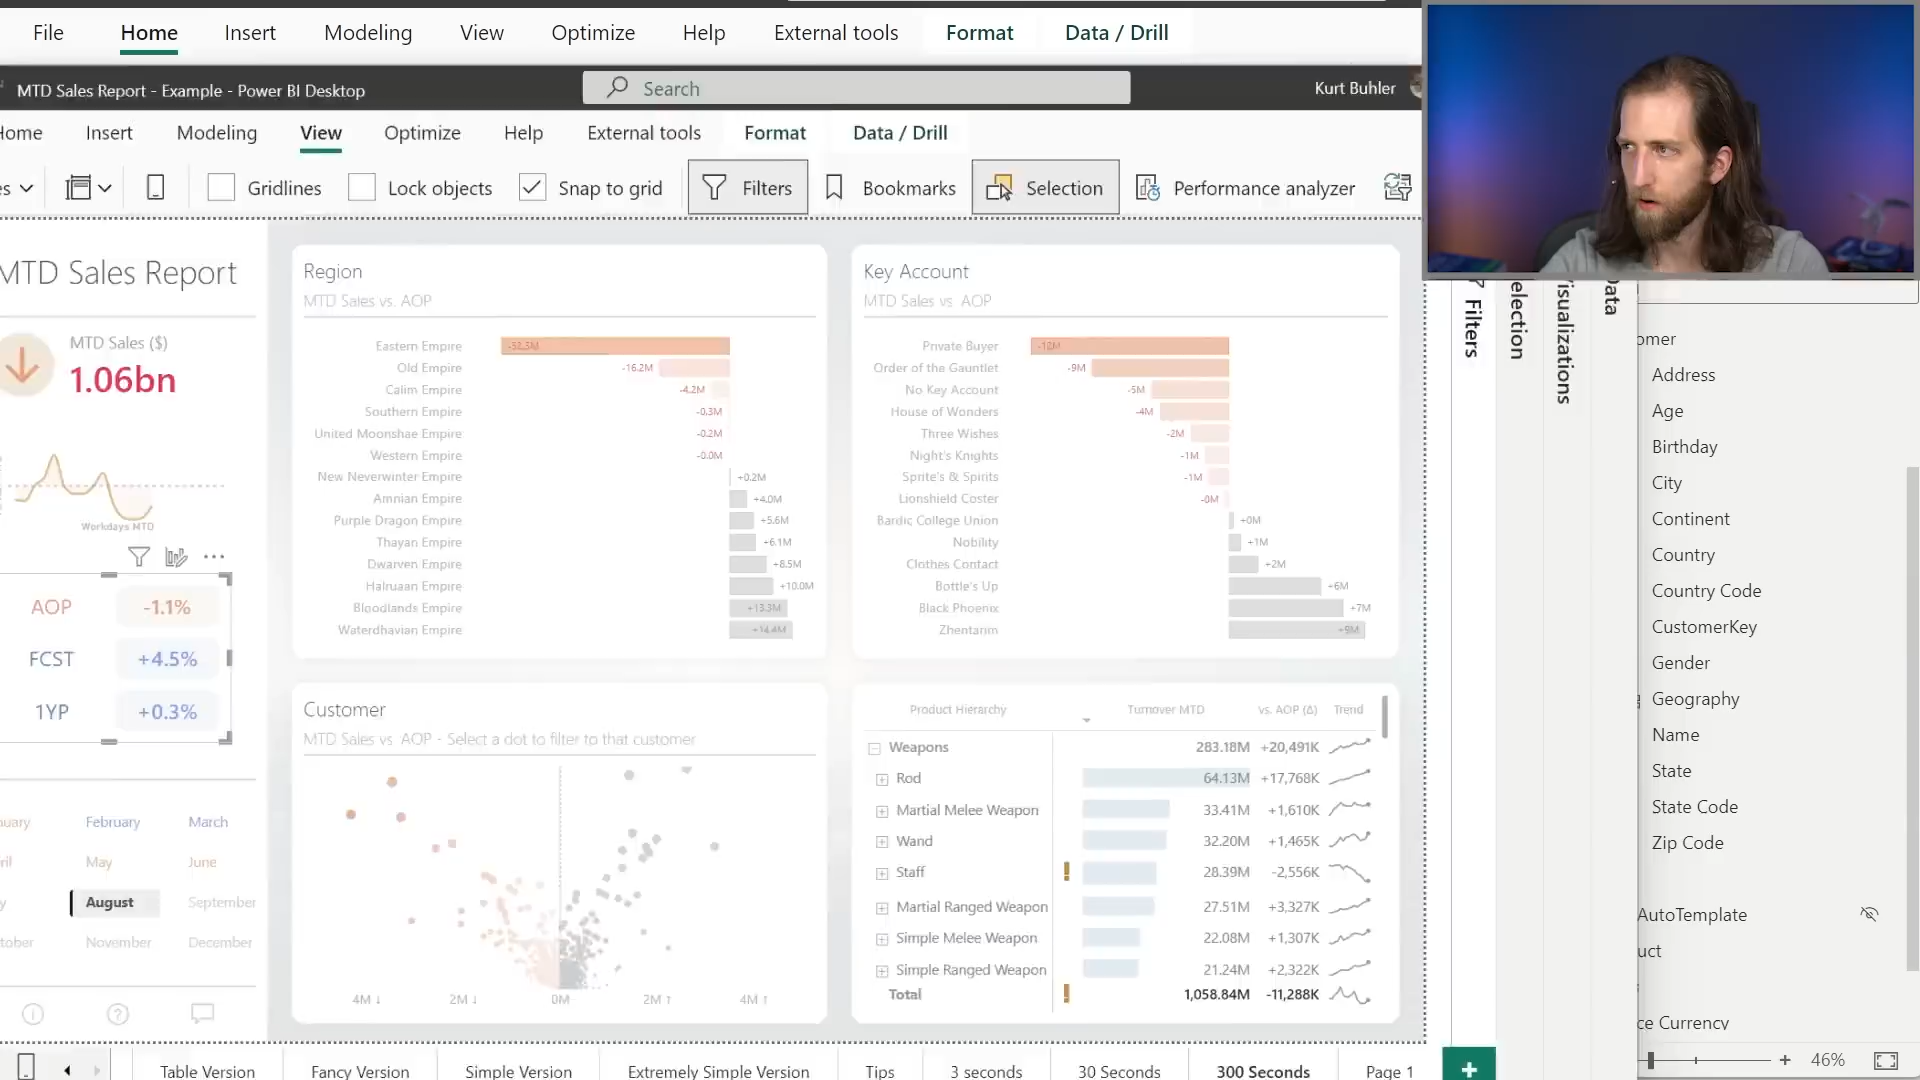 File Home Insert Modeling View Optimize Help External tools Format Data / Drill
MTD Sales Report - Example - Power BI Desktop
Search
Kurt Buhler
Home Insert Modeling View Optimize Help External tools Format Data / Drill
Gridlines Lock objects Snap to grid Filters Bookmarks Selection Performance analyzer
MTD Sales Report
MTD Sales ($)
1.06bn
Workdays MTD
AOP -1.1%
FCST +4.5%
1YP +0.3%
February March
May June
August September
November December
Region
MTD Sales vs. AOP
Eastern Empire -32.3M
Old Empire -16.2M
Calim Empire -4.2M
Southern Empire -0.3M
United Moonshae Empire -0.2M
Western Empire -0.0M
New Neverwinter Empire +0.2M
Amnian Empire +4.0M
Purple Dragon Empire +5.6M
Thayan Empire +6.1M
Dwarven Empire +8.5M
Halruaan Empire +10.0M
Bloodlands Empire +13.3M
Waterdhavian Empire +14.4M
Key Account
MTD Sales vs. AOP
Private Buyer
Order of the Gauntlet -9M
No Key Account -5M
House of Wonders -4M
Three Wishes -2M
Night's Knights -1M
Sprite's & Spirits -1M
Lionshield Coster -0M
Bardic College Union +0M
Nobility +1M
Clothes Contact +2M
Bottle's Up +6M
Black Phoenix +7M
Zhentarim +9M
Customer
MTD Sales vs. AOP - Select a dot to filter to that customer
4M ↓ 2M ↓ 0M 2M ↑ 4M ↑
Product Hierarchy Turnover MTD vs. AOP (Δ) Trend
Weapons 283.18M +20,491K
Rod 64.13M +17,768K
Martial Melee Weapon 33.41M +1,610K
Wand 32.20M +1,465K
Staff ! 28.39M -2,556K
Martial Ranged Weapon 27.51M +3,327K
Simple Melee Weapon 22.08M +1,307K
Simple Ranged Weapon 21.24M +2,322K
Total ! 1,058.84M -11,288K
Filters
election
isualizations
Data
omer
Address
Age
Birthday
City
Continent
Country
Country Code
CustomerKey
Gender
Geography
Name
State
State Code
Zip Code
AutoTemplate
uct
ce Currency
Table Version Fancy Version Simple Version Extremely Simple Version Tips 3 seconds 30 Seconds 300 Seconds Page 1
46%